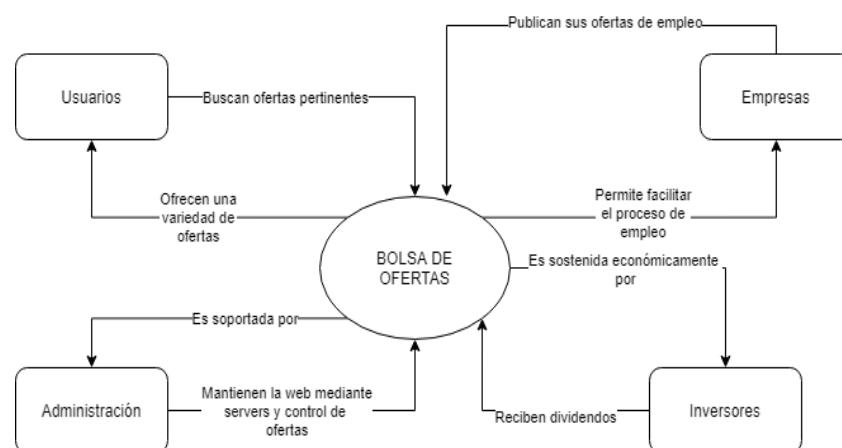 Publican sus ofertas de empleo
Usuarios
Buscan ofertas pertinentes
Empresas
Ofrecen una
variedad de
ofertas
Permite facilitar
el proceso de
empleo
BOLSA DE
OFERTAS
Es sostenida económicamente
por
Es soportada por
Administración
Mantienen la web mediante
servers y control de
ofertas
Reciben dividendos
Inversores